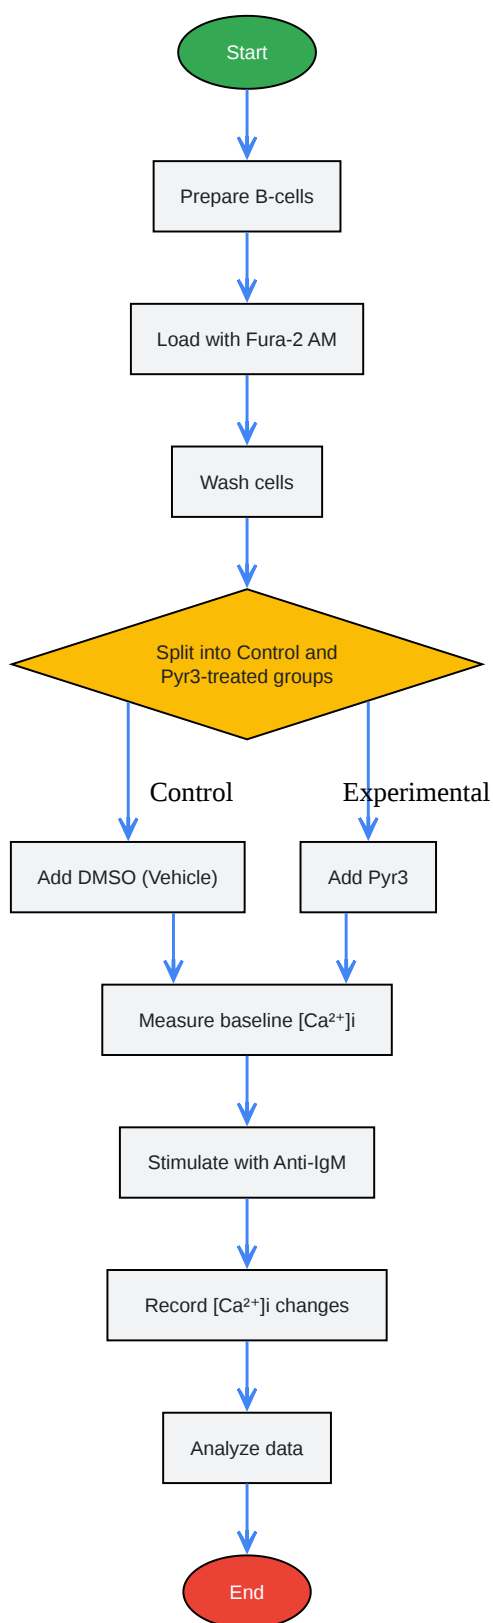 Start
Prepare B-cells
Load with Fura-2 AM
Wash cells
Split into Control and
Pyr3-treated groups
Control
Experimental
Add DMSO (Vehicle)
Add Pyr3
Measure baseline [Ca²⁺]i
Stimulate with Anti-IgM
Record [Ca²⁺]i changes
Analyze data
End